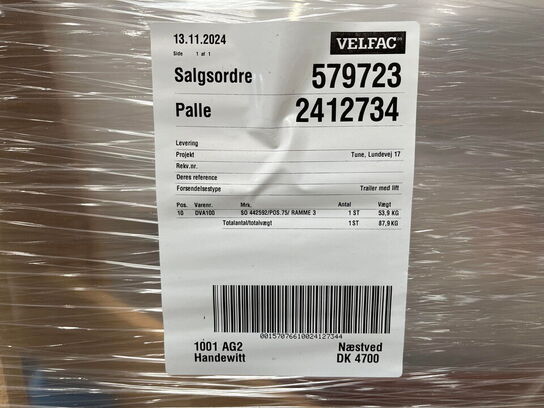 13.11.2024 VELFAC
Side 1 af 1
Salgsordre 579723
Palle 2412734
Levering
Projekt Tune, Lundevej 17
Rekv.nr.
Deres reference
Forsendelsestype Trailer med lift
Pos. Varenr. Mrk. Antal Vægt
10 DVA100 SO 442592/POS.75/ RAMME 3 1 ST 53,9 KG
Totalantal/totalvægt 1 ST 87,9 KG
00157076610024127344
1001 AG2 Næstved
Handewitt DK 4700